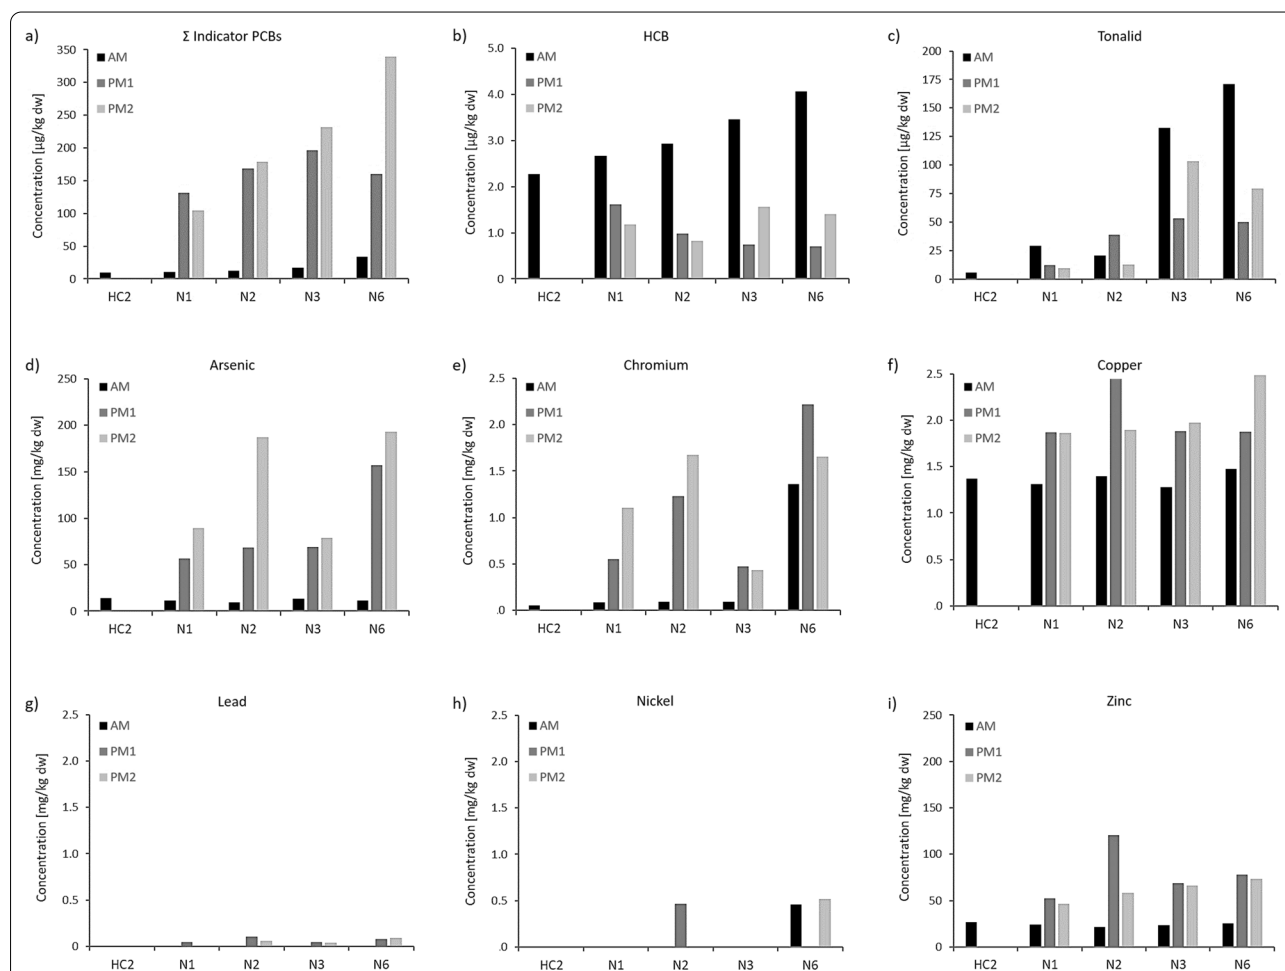 a)
Σ Indicator PCBs
Concentration [µg/kg dw]
350
300
250
200
150
100
50
0
AM
PM1
PM2
HC2 N1 N2 N3 N6
b)
HCB
Concentration [µg/kg dw]
5.0
4.0
3.0
2.0
1.0
.0
AM
PM1
PM2
HC2 N1 N2 N3 N6
c)
Tonalid
Concentration [µg/kg dw]
200
175
150
125
100
75
50
25
0
AM
PM1
PM2
HC2 N1 N2 N3 N6
d)
Arsenic
Concentration [mg/kg dw]
250
200
150
100
50
0
AM
PM1
PM2
HC2 N1 N2 N3 N6
e)
Chromium
Concentration [mg/kg dw]
2.5
2.0
1.5
1.0
0.5
.0
AM
PM1
PM2
HC2 N1 N2 N3 N6
f)
Copper
Concentration [mg/kg dw]
2.5
2.0
1.5
1.0
0.5
.0
AM
PM1
PM2
HC2 N1 N2 N3 N6
g)
Lead
Concentration [mg/kg dw]
2.5
2.0
1.5
1.0
0.5
.0
AM
PM1
PM2
HC2 N1 N2 N3 N6
h)
Nickel
Concentration [mg/kg dw]
2.5
2.0
1.5
1.0
0.5
.0
AM
PM1
PM2
HC2 N1 N2 N3 N6
i)
Zinc
Concentration [mg/kg dw]
250
200
150
100
50
0
AM
PM1
PM2
HC2 N1 N2 N3 N6